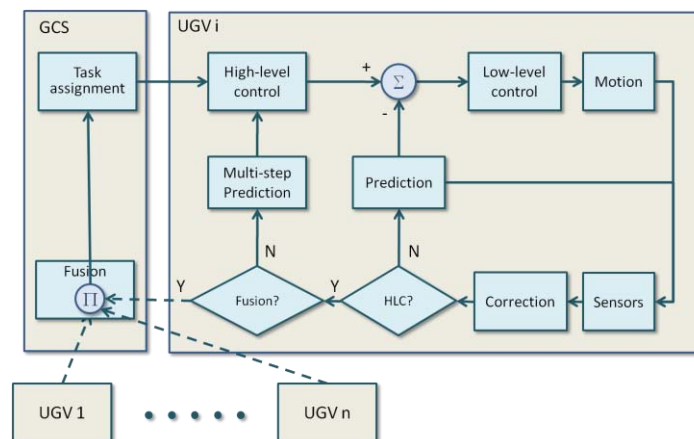 GCS
UGV i
Task
assignment
High-level
control
+
Σ
-
Low-level
control
Motion
Multi-step
Prediction
Prediction
N
N
Fusion
Π
Y
Fusion?
Y
HLC?
Correction
Sensors
UGV 1
UGV n